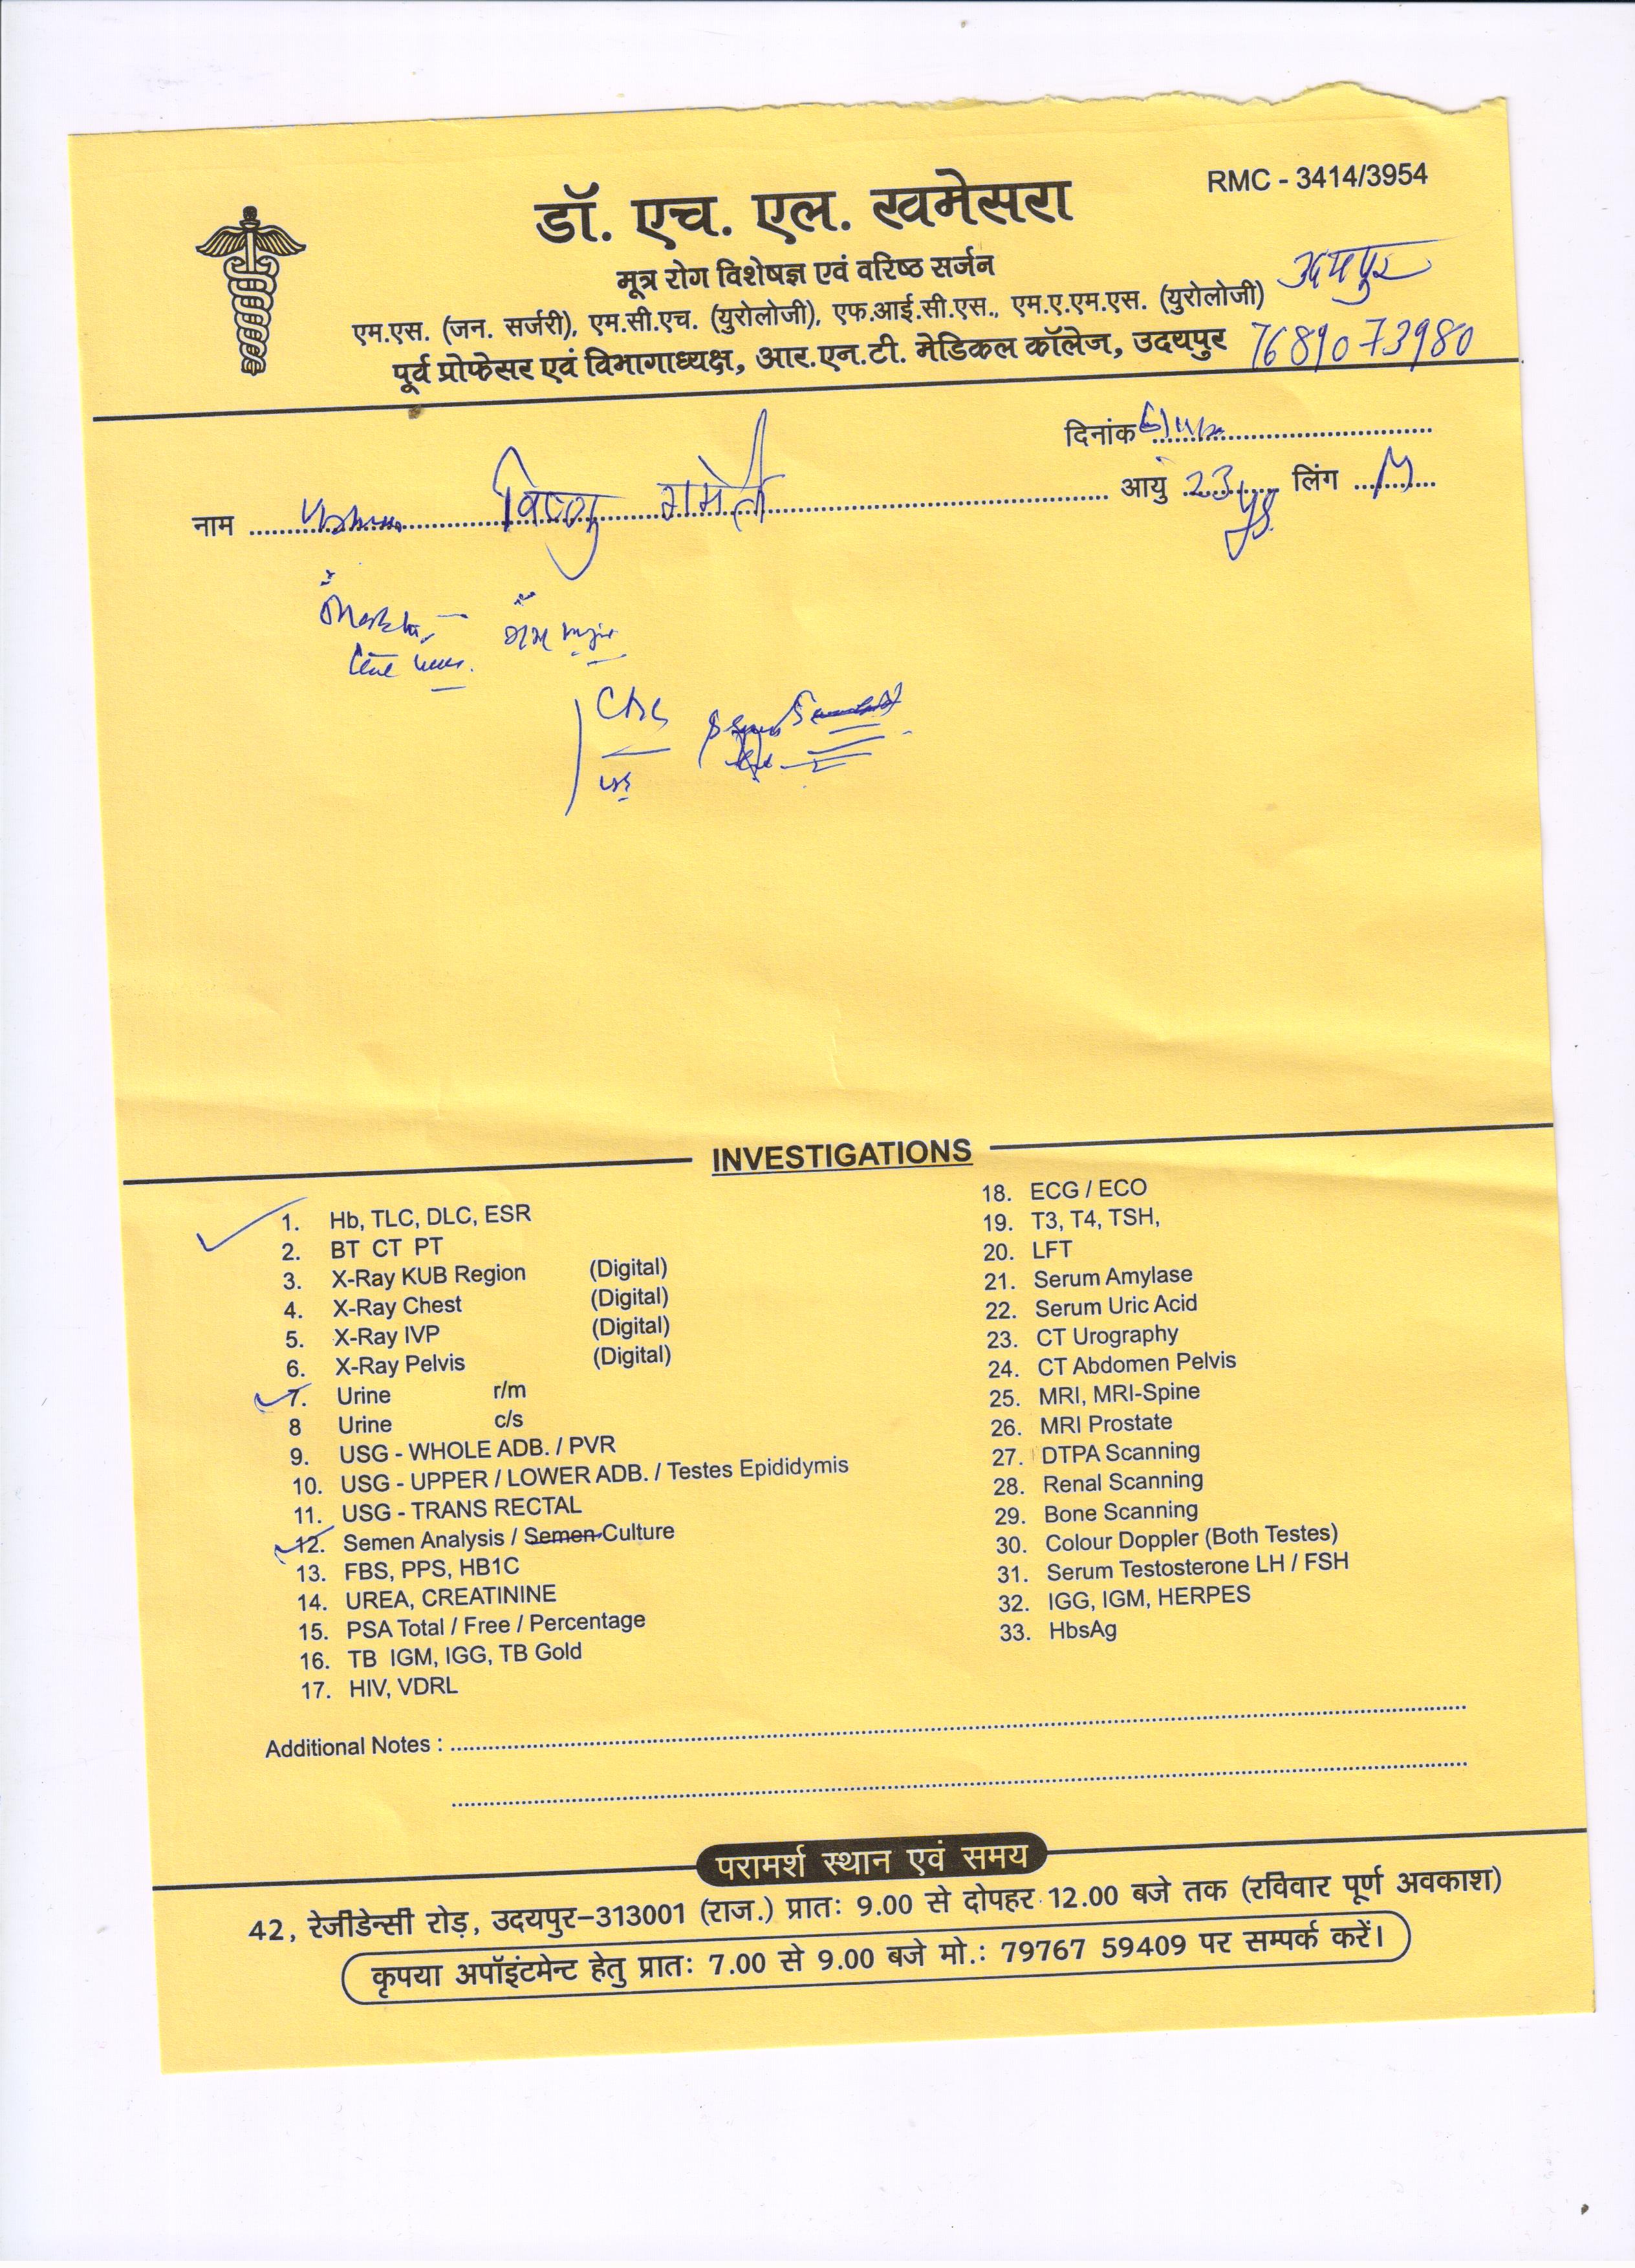 RMC - 3414/3954
डॉ. एच. एल. खमेसरा
मूत्र रोग विशेषज्ञ एवं वरिष्ठ सर्जन
उदयपुर
एम.एस. (जन. सर्जरी), एम.सी.एच. (युरोलोजी), एफ.आई.सी.एस., एम.ए.एम.एस. (युरोलोजी)
पूर्व प्रोफेसर एवं विभागाध्यक्ष, आर.एन.टी. मेडिकल कॉलेज, उदयपुर 7689073980
दिनांक
नाम विष्णु गमेती आयु 23 yrs लिंग M
CBC
INVESTIGATIONS
1. Hb, TLC, DLC, ESR
2. BT CT PT
3. X-Ray KUB Region (Digital)
4. X-Ray Chest (Digital)
5. X-Ray IVP (Digital)
6. X-Ray Pelvis (Digital)
7. Urine r/m
8 Urine c/s
9. USG - WHOLE ADB. / PVR
10. USG - UPPER / LOWER ADB. / Testes Epididymis
11. USG - TRANS RECTAL
12. Semen Analysis / Semen Culture
13. FBS, PPS, HB1C
14. UREA, CREATININE
15. PSA Total / Free / Percentage
16. TB IGM, IGG, TB Gold
17. HIV, VDRL
18. ECG / ECO
19. T3, T4, TSH,
20. LFT
21. Serum Amylase
22. Serum Uric Acid
23. CT Urography
24. CT Abdomen Pelvis
25. MRI, MRI-Spine
26. MRI Prostate
27. DTPA Scanning
28. Renal Scanning
29. Bone Scanning
30. Colour Doppler (Both Testes)
31. Serum Testosterone LH / FSH
32. IGG, IGM, HERPES
33. HbsAg
Additional Notes :
परामर्श स्थान एवं समय
42, रेजीडेन्सी रोड़, उदयपुर-313001 (राज.) प्रातः 9.00 से दोपहर 12.00 बजे तक (रविवार पूर्ण अवकाश)
कृपया अपॉइंटमेन्ट हेतु प्रातः 7.00 से 9.00 बजे मो.: 79767 59409 पर सम्पर्क करें।